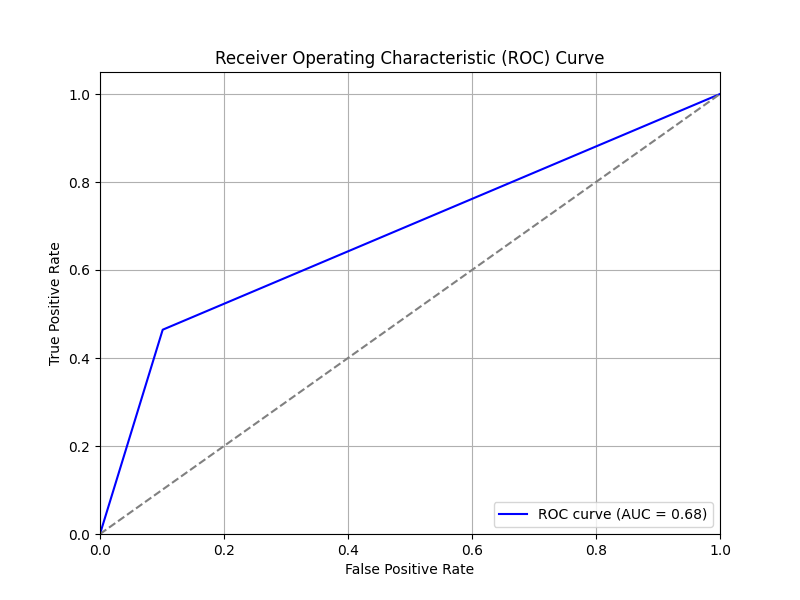 Receiver Operating Characteristic (ROC) Curve
1.0
0.8
0.6
0.4
0.2
0.0
True Positive Rate
ROC curve (AUC = 0.68)
0.0 0.2 0.4 0.6 0.8 1.0
False Positive Rate